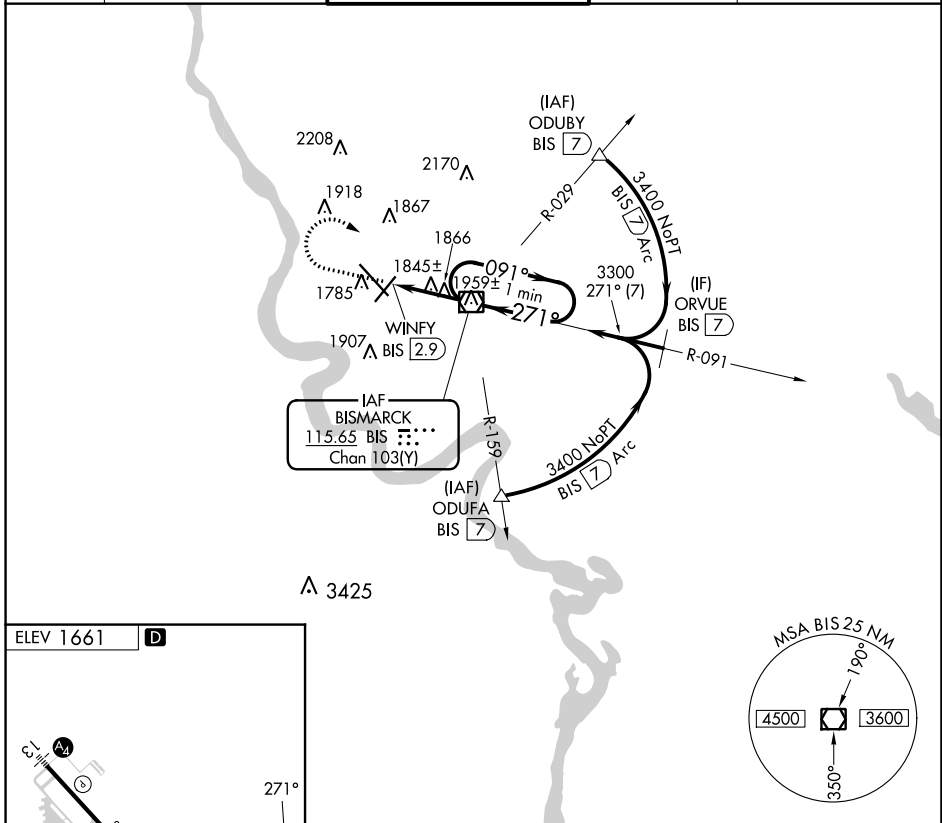 (IAF)
ODUBY
BIS 7
2208
2170
R-029
3400 NoPT
BIS 7 Arc
1918
1867
1866
1845±
091°
1959±
1 min
271°
3300
271° (7)
(IF)
ORVUE
BIS 7
1785
WINFY
BIS 2.9
1907
R-091
IAF
BISMARCK
115.65 BIS
Chan 103(Y)
R-159
3400 NoPT
BIS 7 Arc
(IAF)
ODUFA
BIS 7
3425
ELEV 1661 D
MSA BIS 25 NM
190°
4500
3600
350°
13
A4
P
271°